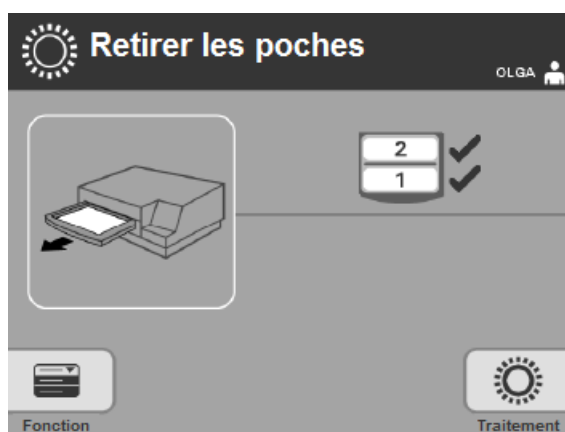 Retirer les poches
OLGA
2
1
Fonction
Traitement